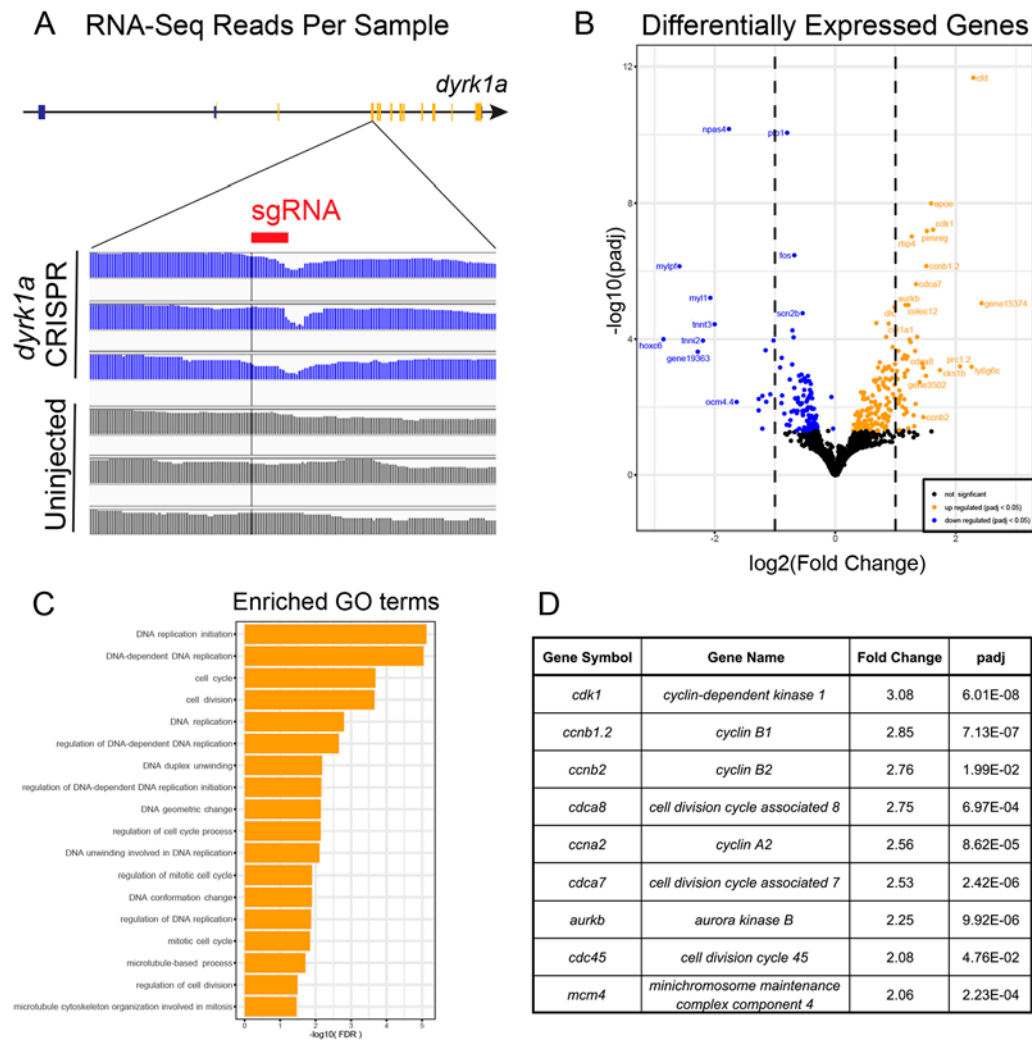 A RNA-Seq Reads Per Sample
dyrk1a
sgRNA
dyrk1a
CRISPR
Uninjected
B Differentially Expressed Genes
12
8
4
0
-log10(padj)
-2
0
2
log2(Fold Change)
cfd
npas4
apoe
cdk1
rbp4
pimreg
fos
mylpf
ccnb1.2
cdca7
myl1
aurkb
gene15374
colec12
scn2b
tnnt3
hoxc6
tnni2
gene19363
cdca8
prc1.2
cks1b
ly6g6c
gene3502
ocm4.4
ccnb2
not signficant
up regulated (padj < 0.05)
down regulated (padj < 0.05)
C Enriched GO terms
DNA replication initiation
DNA-dependent DNA replication
cell cycle
cell division
DNA replication
regulation of DNA-dependent DNA replication
DNA duplex unwinding
regulation of DNA-dependent DNA replication initiation
DNA geometric change
regulation of cell cycle process
DNA unwinding involved in DNA replication
regulation of mitotic cell cycle
DNA conformation change
regulation of DNA replication
mitotic cell cycle
microtubule-based process
regulation of cell division
microtubule cytoskeleton organization involved in mitosis
0 1 2 3 4 5
-log10( FDR )
D
Gene Symbol Gene Name Fold Change padj
cdk1 cyclin-dependent kinase 1 3.08 6.01E-08
ccnb1.2 cyclin B1 2.85 7.13E-07
ccnb2 cyclin B2 2.76 1.99E-02
cdca8 cell division cycle associated 8 2.75 6.97E-04
ccna2 cyclin A2 2.56 8.62E-05
cdca7 cell division cycle associated 7 2.53 2.42E-06
aurkb aurora kinase B 2.25 9.92E-06
cdc45 cell division cycle 45 2.08 4.76E-02
mcm4 minichromosome maintenance
complex component 4 2.06 2.23E-04